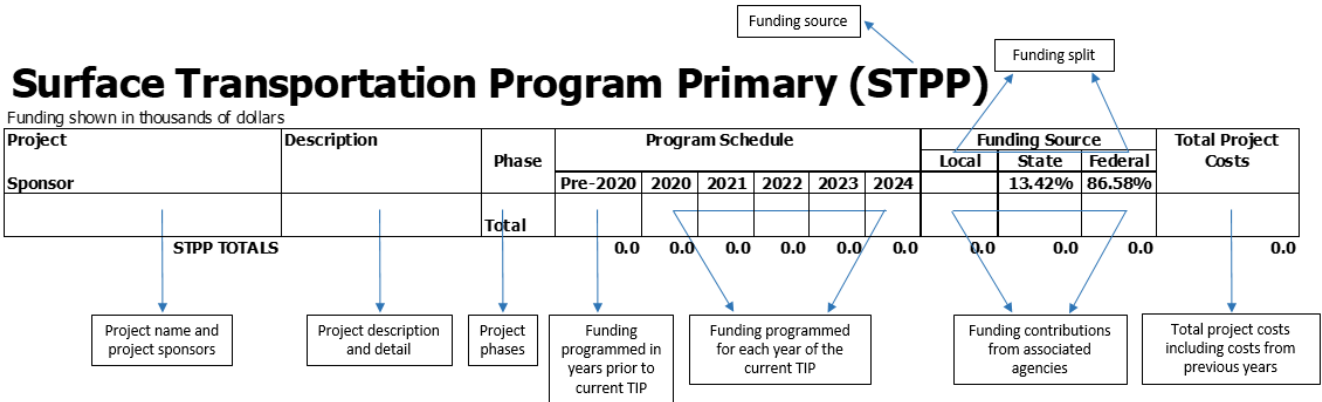 Funding source
Funding split
Surface Transportation Program Primary (STPP)
Funding shown in thousands of dollars
Project Description Phase Program Schedule Funding Source Total Project Costs
Local State Federal
Sponsor Pre-2020 2020 2021 2022 2023 2024 13.42% 86.58%
Total
STPP TOTALS 0.0 0.0 0.0 0.0 0.0 0.0 0.0 0.0 0.0 0.0
Project name and
project sponsors
Project description
and detail
Project
phases
Funding
programmed in
years prior to
current TIP
Funding programmed
for each year of the
current TIP
Funding contributions
from associated
agencies
Total project costs
including costs from
previous years